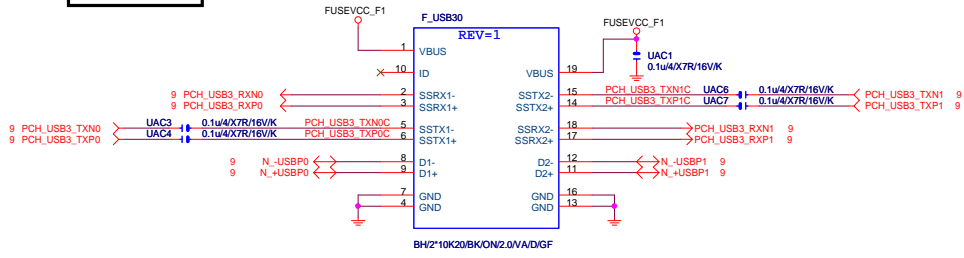 FUSEVCC_F1 F_USB30 FUSEVCC_F1
REV=1
1 VBUS UAC1
0.1u/4/X7R/16V/K
10 ID VBUS 19
9 PCH_USB3_RXN0 2 SSRX1- SSTX2- 15 PCH_USB3_TXN1C UAC6 0.1u/4/X7R/16V/K PCH_USB3_TXN1 9
9 PCH_USB3_RXP0 3 SSRX1+ SSTX2+ 14 PCH_USB3_TXP1C UAC7 0.1u/4/X7R/16V/K PCH_USB3_TXP1 9
9 PCH_USB3_TXN0 UAC3 0.1u/4/X7R/16V/K PCH_USB3_TXN0C 5 SSTX1- SSRX2- 18 PCH_USB3_RXN1 9
9 PCH_USB3_TXP0 UAC4 0.1u/4/X7R/16V/K PCH_USB3_TXP0C 6 SSTX1+ SSRX2+ 17 PCH_USB3_RXP1 9
9 N_-USBP0 8 D1- D2- 12 N_-USBP1 9
9 N_+USBP0 9 D1+ D2+ 11 N_+USBP1 9
7 GND GND 16
4 GND GND 13
BH/2*10K20/BK/ON/2.0/VA/D/GF